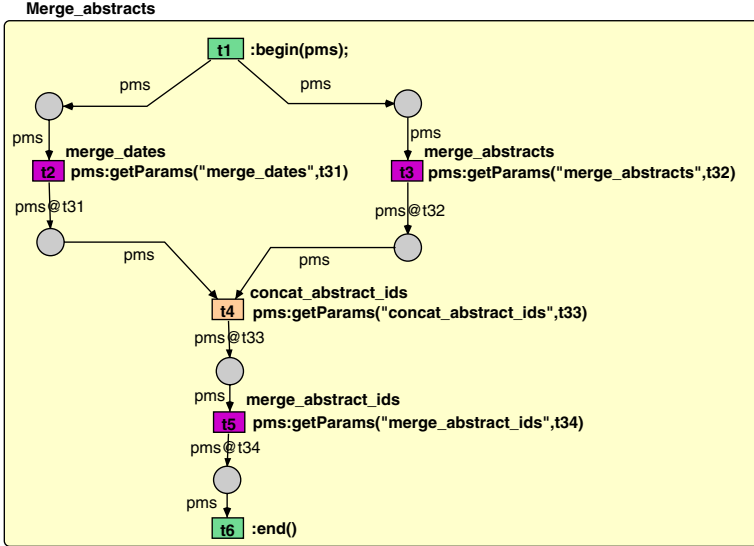 Merge_abstracts
t1 :begin(pms);
pms
pms
pms
pms
merge_dates
t2 pms:getParams("merge_dates",t31)
merge_abstracts
t3 pms:getParams("merge_abstracts",t32)
pms@t31
pms@t32
pms
pms
concat_abstract_ids
t4 pms:getParams("concat_abstract_ids",t33)
pms@t33
pms
merge_abstract_ids
t5 pms:getParams("merge_abstract_ids",t34)
pms@t34
pms
t6 :end()